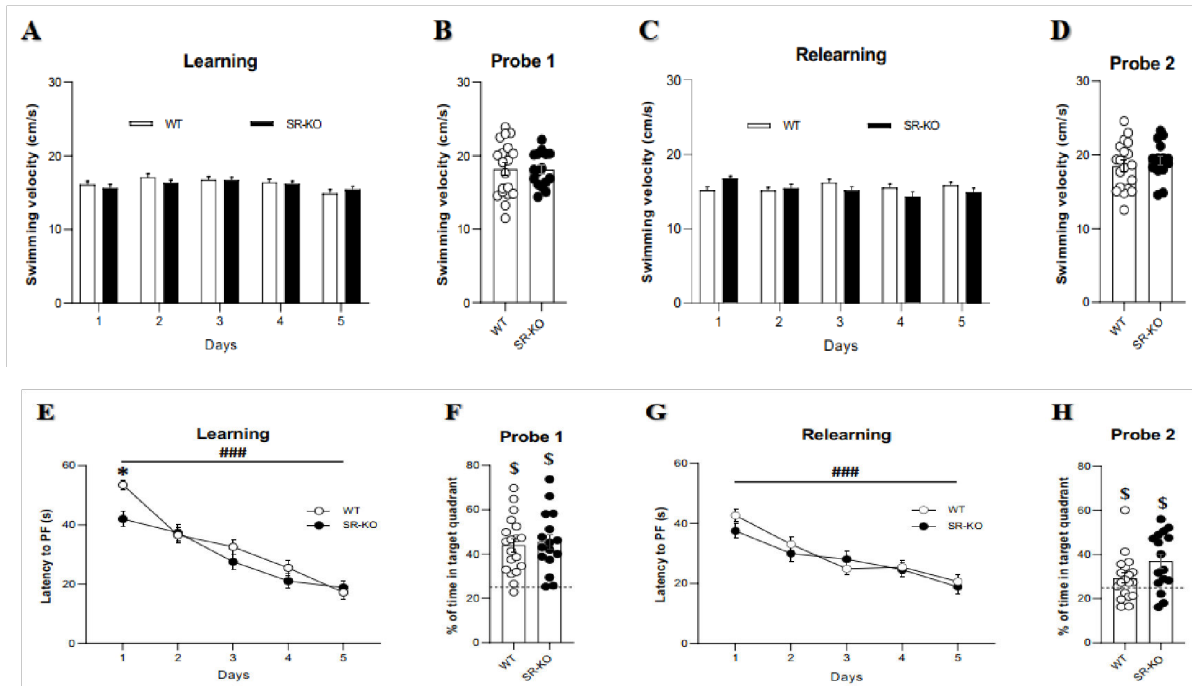 A
Learning
Swimming velocity (cm/s)
30
20
10
0
WT
SR-KO
1 2 3 4 5
Days
B
Probe 1
Swimming velocity (cm/s)
30
20
10
0
WT
SR-KO
C
Relearning
Swimming velocity (cm/s)
30
20
10
0
WT
SR-KO
1 2 3 4 5
Days
D
Probe 2
Swimming velocity (cm/s)
30
20
10
0
WT
SR-KO
E
Learning
###
*
Latency to PF (s)
60
40
20
0
WT
SR-KO
1 2 3 4 5
Days
F
Probe 1
$ $
% of time in target quadrant
80
60
40
20
0
WT
SR-KO
G
Relearning
###
Latency to PF (s)
60
40
20
0
WT
SR-KO
1 2 3 4 5
Days
H
Probe 2
$ $
% of time in target quadrant
80
60
40
20
0
WT
SR-KO